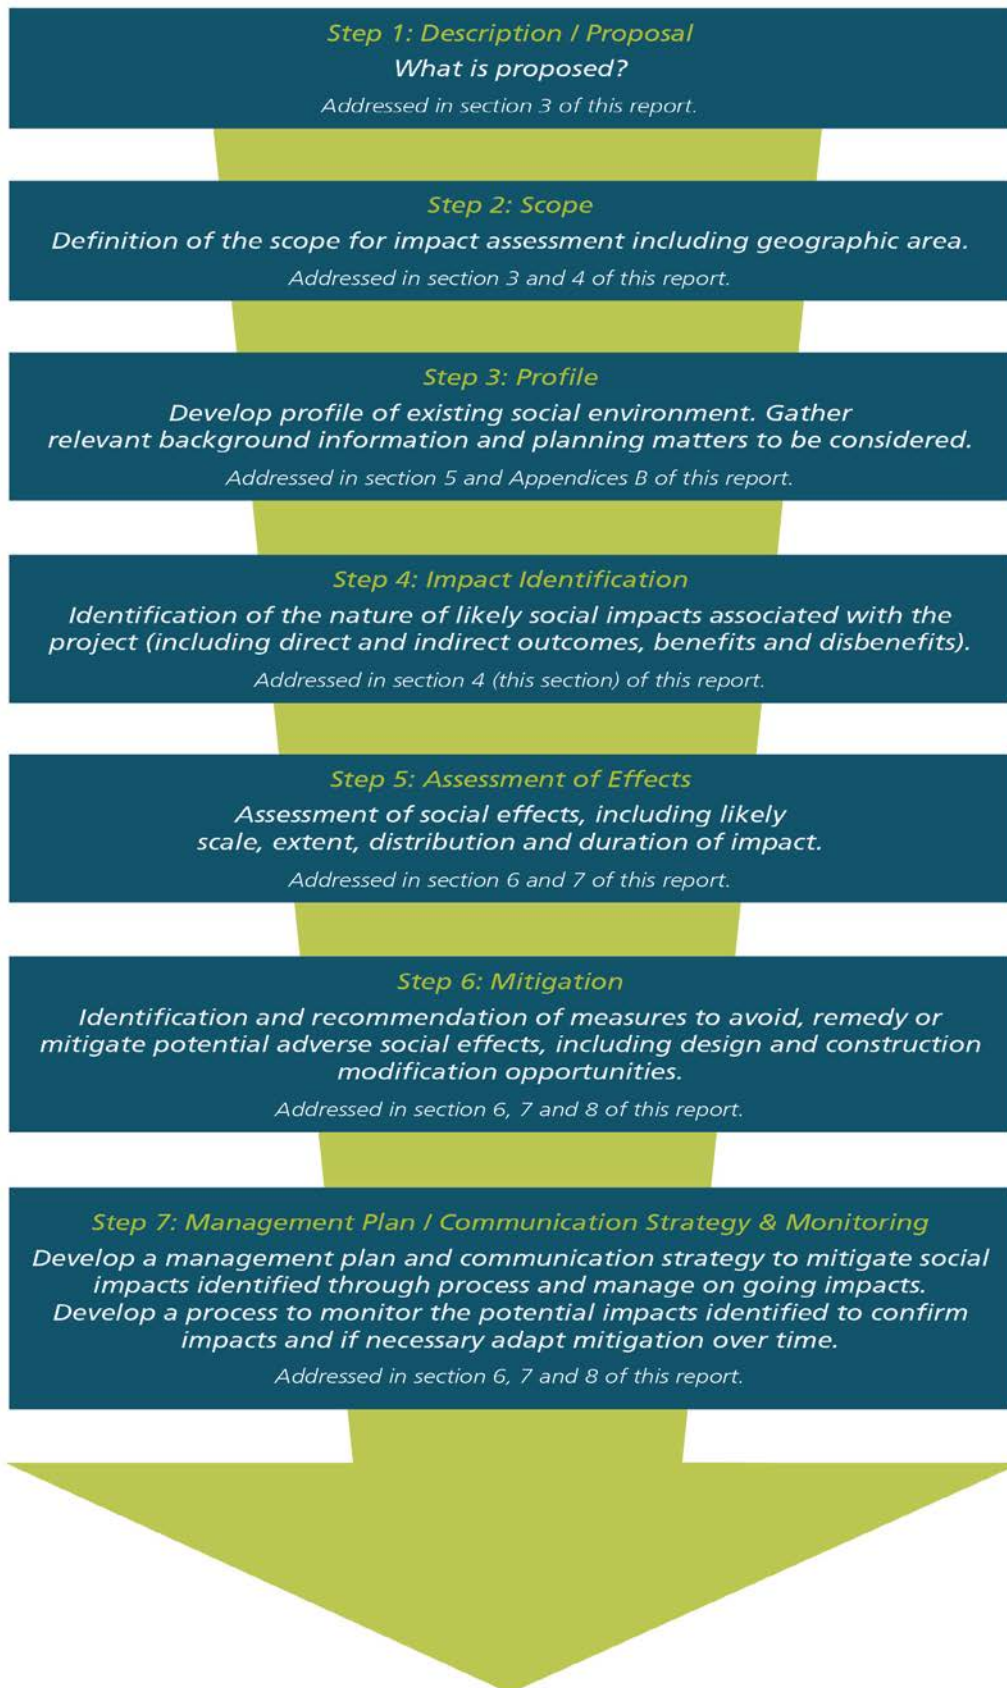 Step 1: Description / Proposal
What is proposed?
Addressed in section 3 of this report.
Step 2: Scope
Definition of the scope for impact assessment including geographic area.
Addressed in section 3 and 4 of this report.
Step 3: Profile
Develop profile of existing social environment. Gather
relevant background information and planning matters to be considered.
Addressed in section 5 and Appendices B of this report.
Step 4: Impact Identification
Identification of the nature of likely social impacts associated with the
project (including direct and indirect outcomes, benefits and disbenefits).
Addressed in section 4 (this section) of this report.
Step 5: Assessment of Effects
Assessment of social effects, including likely
scale, extent, distribution and duration of impact.
Addressed in section 6 and 7 of this report.
Step 6: Mitigation
Identification and recommendation of measures to avoid, remedy or
mitigate potential adverse social effects, including design and construction
modification opportunities.
Addressed in section 6, 7 and 8 of this report.
Step 7: Management Plan / Communication Strategy & Monitoring
Develop a management plan and communication strategy to mitigate social
impacts identified through process and manage on going impacts.
Develop a process to monitor the potential impacts identified to confirm
impacts and if necessary adapt mitigation over time.
Addressed in section 6, 7 and 8 of this report.